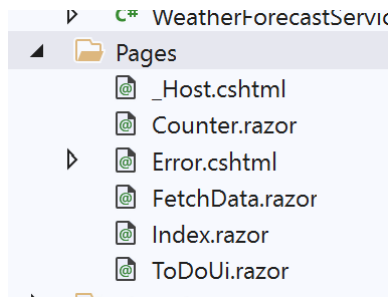 C# WeatherForecastServic
Pages
_Host.cshtml
Counter.razor
Error.cshtml
FetchData.razor
Index.razor
ToDoUi.razor